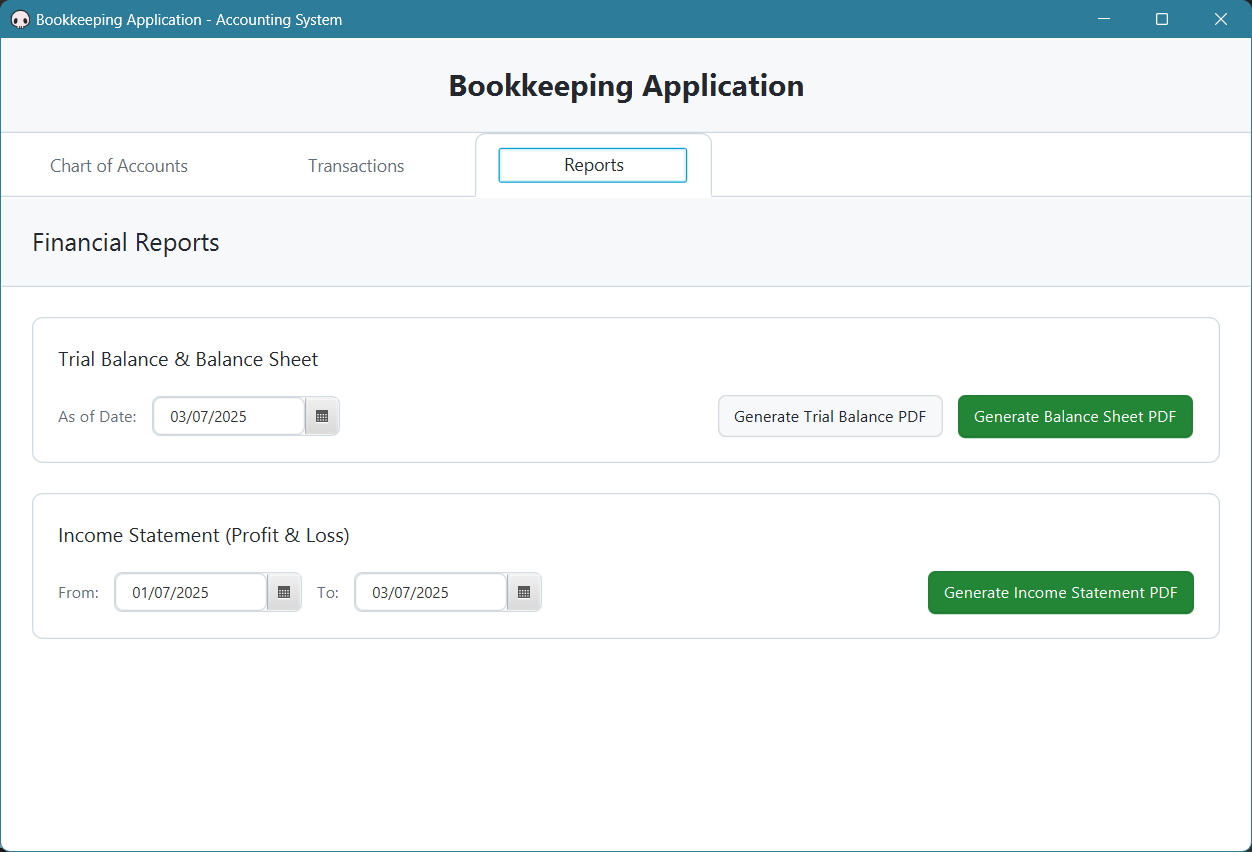 Bookkeeping Application - Accounting System
Bookkeeping Application
Chart of Accounts Transactions Reports
Financial Reports
Trial Balance & Balance Sheet
As of Date: 03/07/2025 Generate Trial Balance PDF Generate Balance Sheet PDF
Income Statement (Profit & Loss)
From: 01/07/2025 To: 03/07/2025 Generate Income Statement PDF